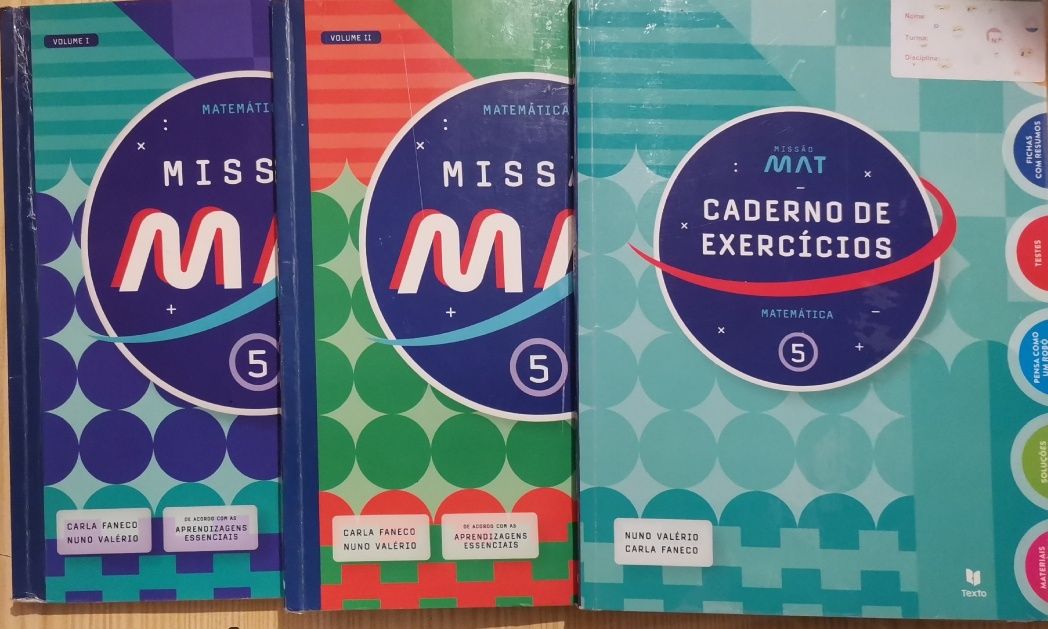 VOLUME I
MATEMÁTI
MISS
MA
5
CARLA FANECO
NUNO VALÉRIO
DE ACORDO COM AS
APRENDIZAGENS
ESSENCIAIS
VOLUME II
MATEMÁTICA
MISS
MA
5
CARLA FANECO
NUNO VALÉRIO
DE ACORDO COM AS
APRENDIZAGENS
ESSENCIAIS
Nome:
Turma:
Disciplina:
MISSÃO
MAT
CADERNO DE
EXERCÍCIOS
MATEMÁTICA
5
NUNO VALÉRIO
CARLA FANECO
Texto
FICHAS
COM RESUMOS
TESTES
PENSA COMO
UM ROBÔ
SOLUÇÕES
MATERIAIS